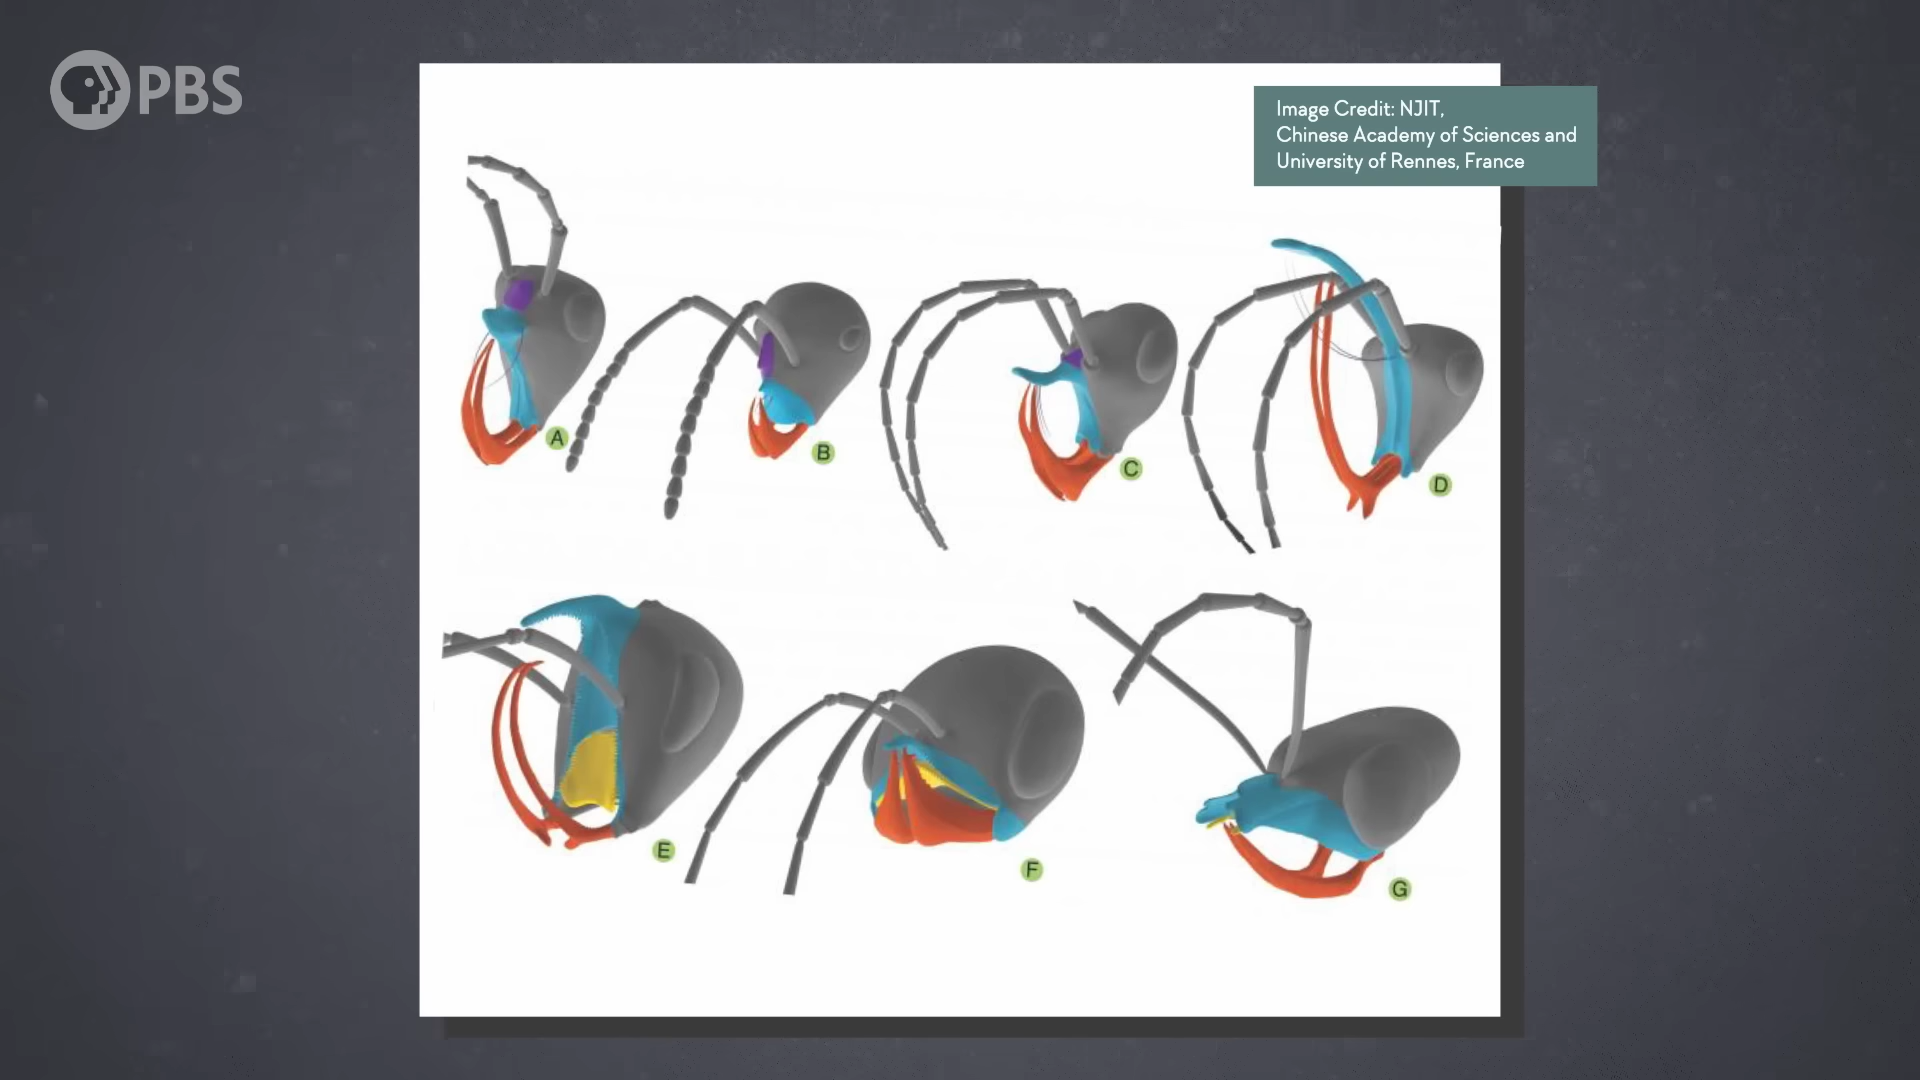 PBS
Image Credit: NJIT,
Chinese Academy of Sciences and
University of Rennes, France
A
B
C
D
E
F
G